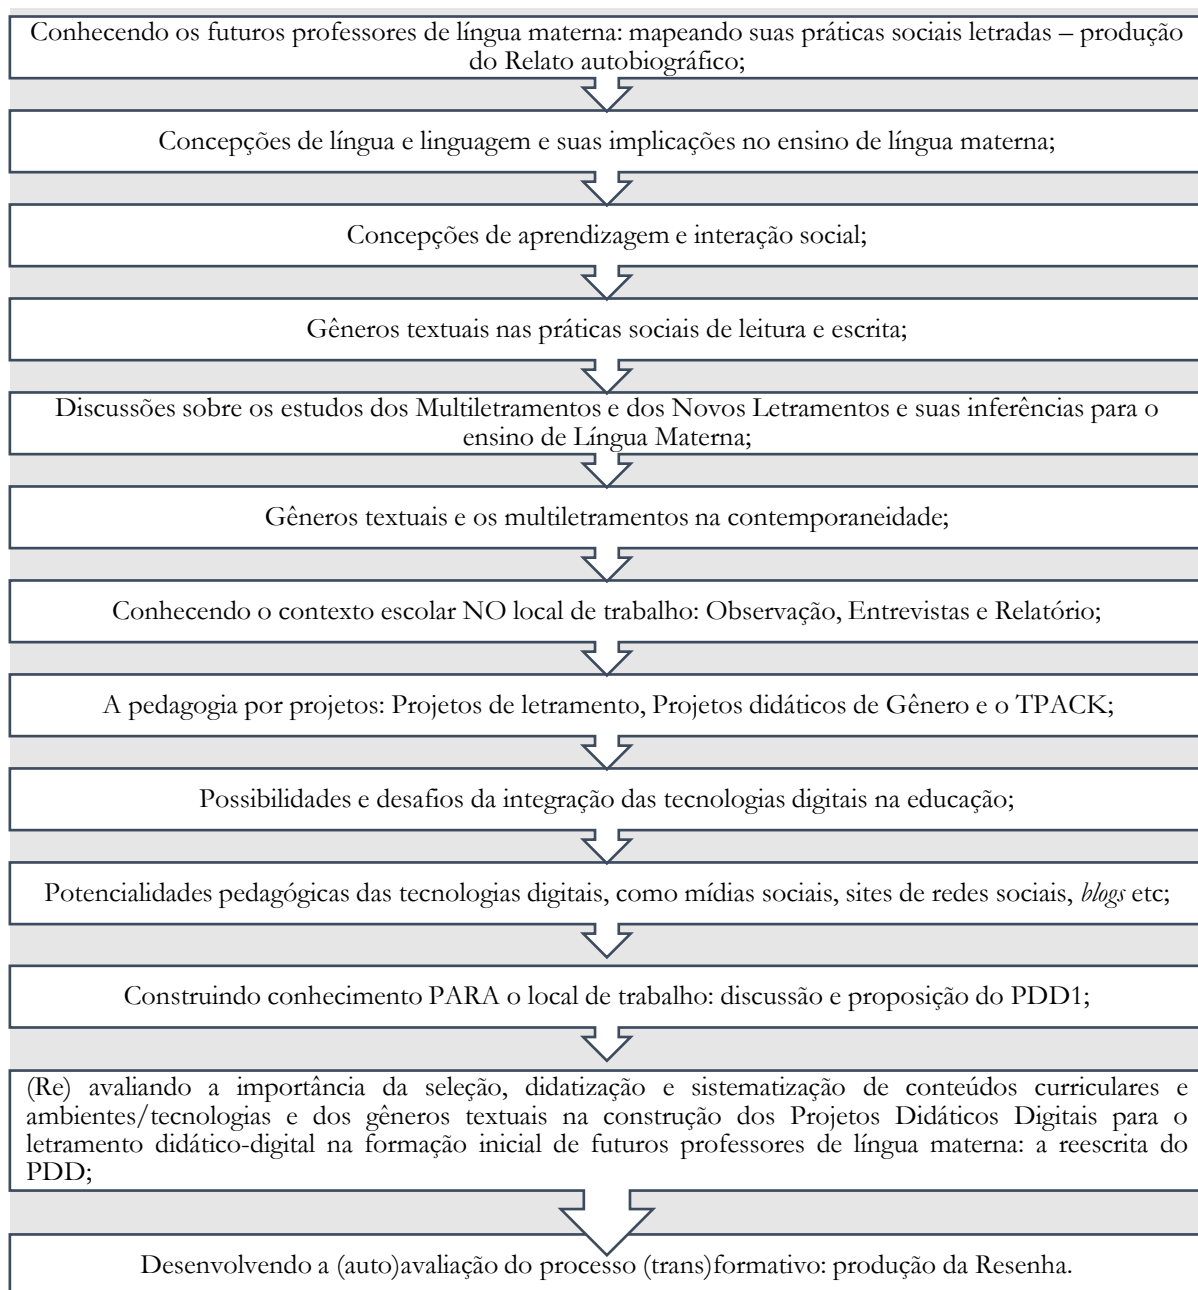 Conhecendo os futuros professores de língua materna: mapeando suas práticas sociais letradas – produção
do Relato autobiográfico;
Concepções de língua e linguagem e suas implicações no ensino de língua materna;
Concepções de aprendizagem e interação social;
Gêneros textuais nas práticas sociais de leitura e escrita;
Discussões sobre os estudos dos Multiletramentos e dos Novos Letramentos e suas inferências para o
ensino de Língua Materna;
Gêneros textuais e os multiletramentos na contemporaneidade;
Conhecendo o contexto escolar NO local de trabalho: Observação, Entrevistas e Relatório;
A pedagogia por projetos: Projetos de letramento, Projetos didáticos de Gênero e o TPACK;
Possibilidades e desafios da integração das tecnologias digitais na educação;
Potencialidades pedagógicas das tecnologias digitais, como mídias sociais, sites de redes sociais, blogs etc;
Construindo conhecimento PARA o local de trabalho: discussão e proposição do PDD1;
(Re) avaliando a importância da seleção, didatização e sistematização de conteúdos curriculares e
ambientes/tecnologias e dos gêneros textuais na construção dos Projetos Didáticos Digitais para o
letramento didático-digital na formação inicial de futuros professores de língua materna: a reescrita do
PDD;
Desenvolvendo a (auto)avaliação do processo (trans)formativo: produção da Resenha.